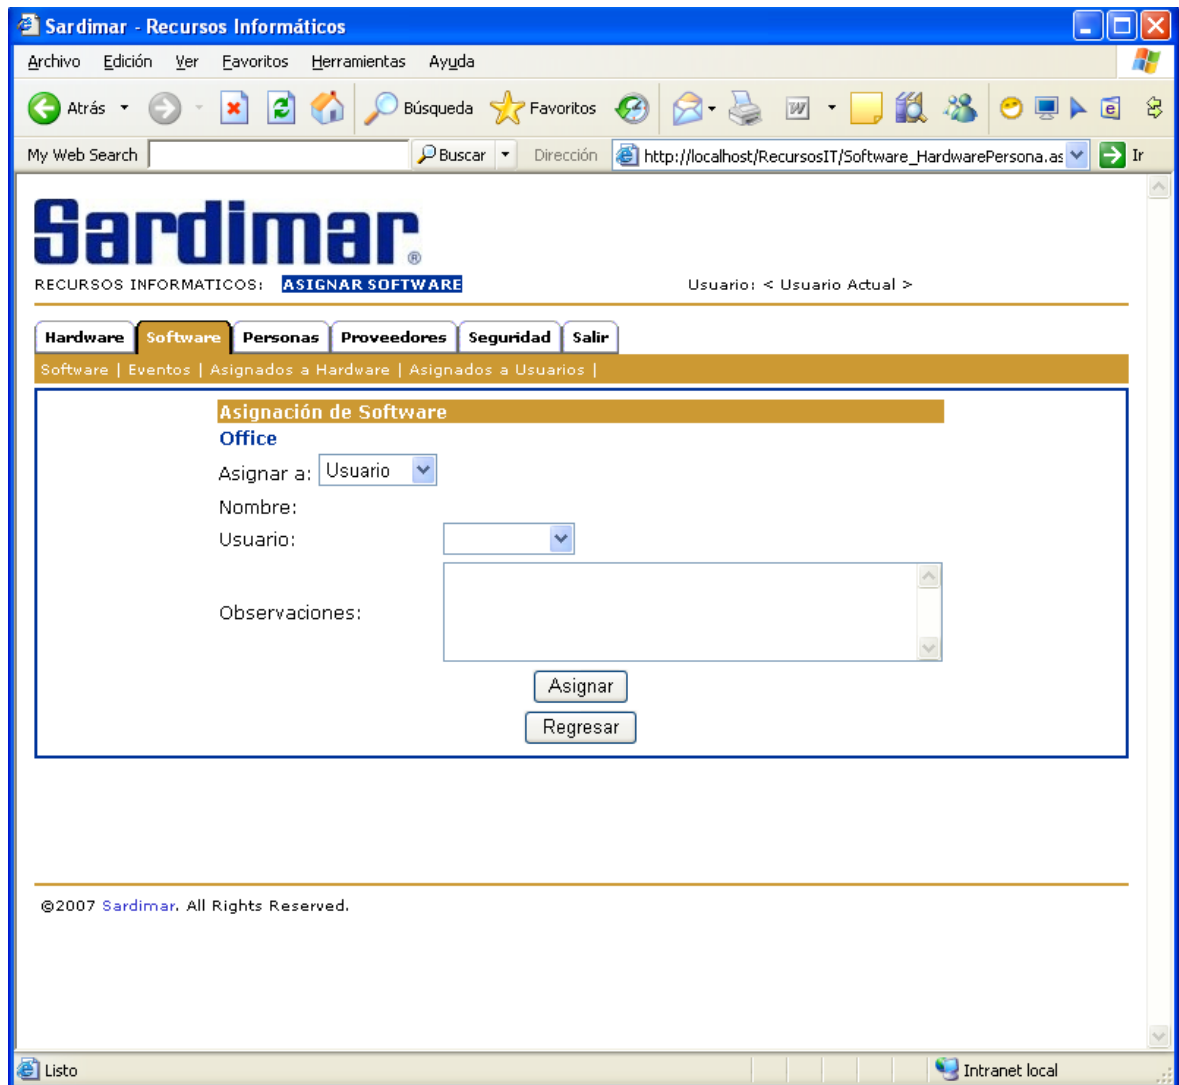 Sardimar - Recursos Informáticos
Archivo Edición Ver Favoritos Herramientas Ayuda
Atrás Búsqueda Favoritos
My Web Search Buscar Dirección http://localhost/RecursosIT/Software_HardwarePersona.as Ir
Sardimar®
RECURSOS INFORMATICOS: ASIGNAR SOFTWARE Usuario: < Usuario Actual >
Hardware Software Personas Proveedores Seguridad Salir
Software | Eventos | Asignados a Hardware | Asignados a Usuarios |
Asignación de Software
Office
Asignar a: Usuario
Nombre:
Usuario:
Observaciones:
Asignar
Regresar
©2007 Sardimar. All Rights Reserved.
Listo Intranet local